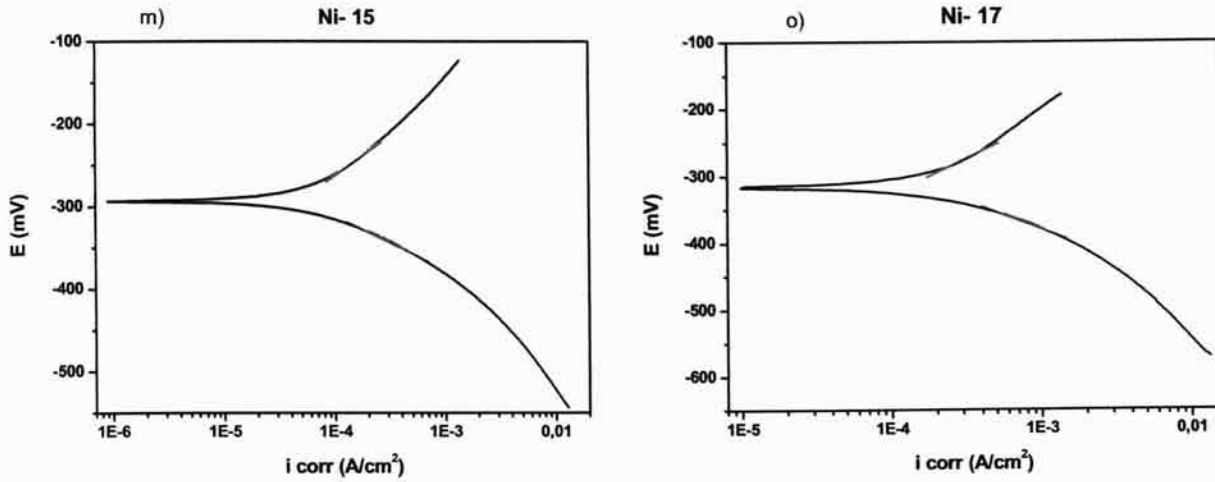 m)
Ni- 15
-100
-200
-300
-400
-500
E (mV)
1E-6
1E-5
1E-4
1E-3
0,01
i corr (A/cm²)
o)
Ni- 17
-100
-200
-300
-400
-500
-600
E (mV)
1E-5
1E-4
1E-3
0,01
i corr (A/cm²)